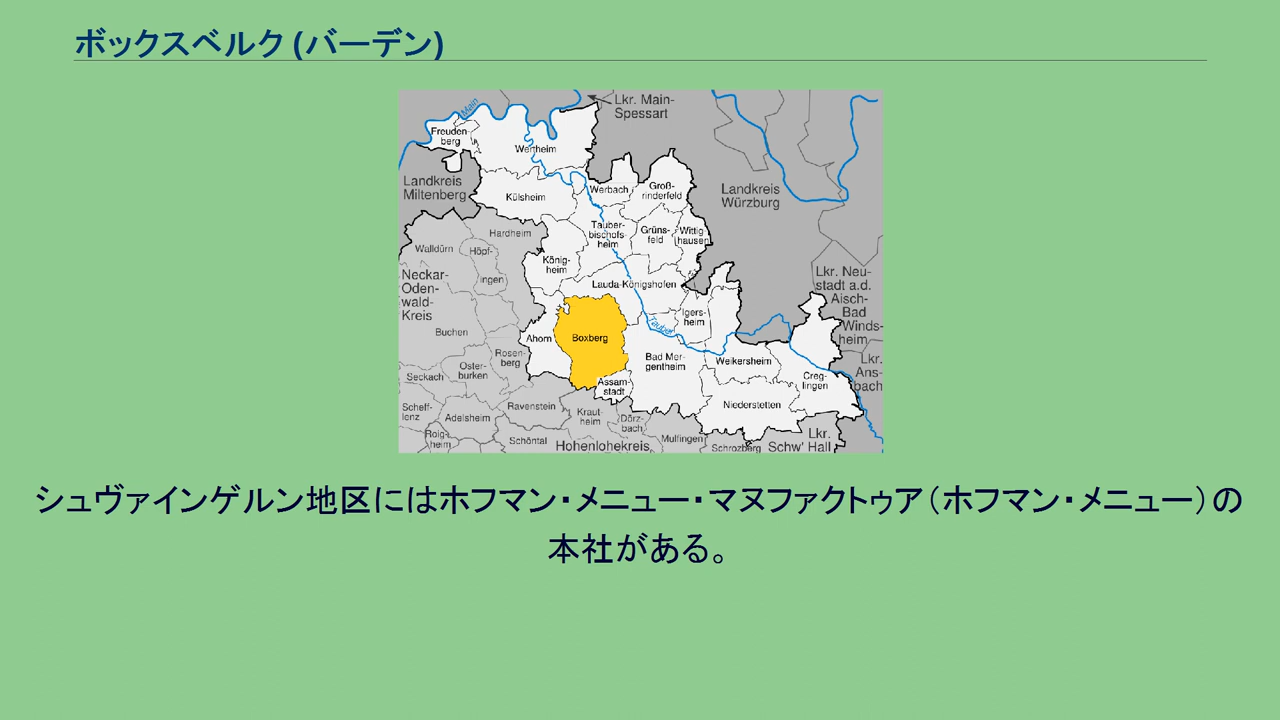 ボックスベルク (バーデン)
Main
Lkr. Main-
Spessart
Freuden-
berg
Wertheim
Landkreis
Miltenberg
Külsheim
Werbach
Groß-
rinderfeld
Landkreis
Würzburg
Hardheim
Tauber-
bischofs-
heim
Grüns-
feld
Wittig
hausen
Walldürn
Höpf-
ingen
König-
heim
Neckar-
Oden-
wald-
Kreis
Lauda-Königshofen
Lkr. Neu-
stadt a.d.
Aisch-
Bad
Winds-
heim
Igers-
heim
Tauber
Buchen
Ahorn
Boxberg
Rosen-
berg
Bad Mer-
gentheim
Weikersheim
Lkr.
Ans-
bach
Oster-
burken
Seckach
Assam-
stadt
Creg-
lingen
Scheff-
lenz
Adelsheim
Ravenstein
Kraut-
heim
Dörz-
bach
Niederstetten
Roig-
heim
Schöntal
Hohenlohekreis
Mulfingen
Schrozberg
Lkr.
Schw' Hall
シュヴァインゲルン地区にはホフマン・メニュー・マヌファクトゥア（ホフマン・メニュー）の
本社がある。